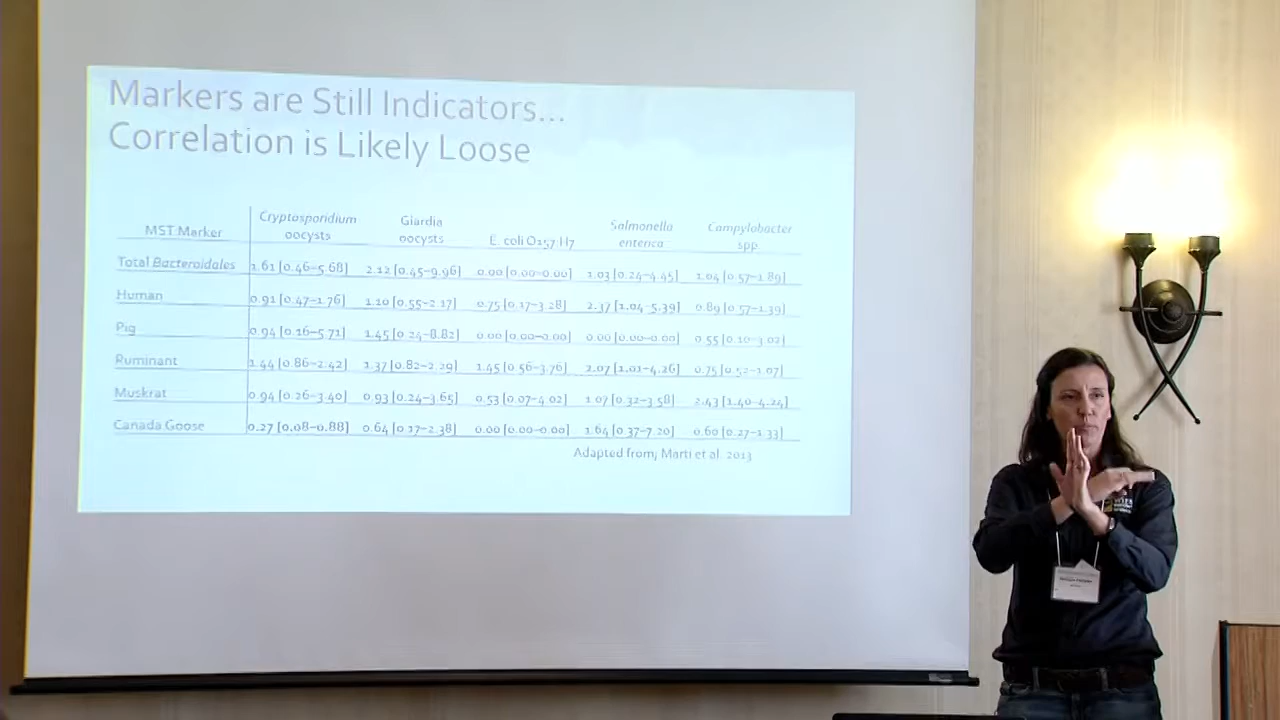 Markers are Still Indicators...
Correlation is Likely Loose
MST Marker Cryptosporidium oocysts Giardia oocysts E. coli O157:H7 Salmonella enterica Campylobacter spp
Total Bacteroidales 1.61 [0.46–5.68] 2.12 [0.45–9.96] 0.00 [0.00–0.00] 1.03 [0.24–4.45] 1.04 [0.57–1.89]
Human 0.91 [0.47–1.76] 1.10 [0.55–2.17] 0.75 [0.17–3.28] 2.37 [1.04–5.39] 0.89 [0.57–1.39]
Pig 0.94 [0.16–5.71] 1.45 [0.24–8.82] 0.00 [0.00–0.00] 0.00 [0.00–0.00] 0.55 [0.10–3.02]
Ruminant 1.44 [0.86–2.42] 1.37 [0.82–2.29] 1.45 [0.56–3.76] 2.07 [1.01–4.26] 0.75 [0.52–1.07]
Muskrat 0.94 [0.26–3.40] 0.93 [0.24–3.65] 0.53 [0.07–4.02] 1.07 [0.32–3.58] 2.43 [1.40–4.24]
Canada Goose 0.27 [0.08–0.88] 0.64 [0.17–2.38] 0.00 [0.00–0.00] 1.64 [0.37–7.20] 0.60 [0.27–1.33]
Adapted from; Marti et al. 2013